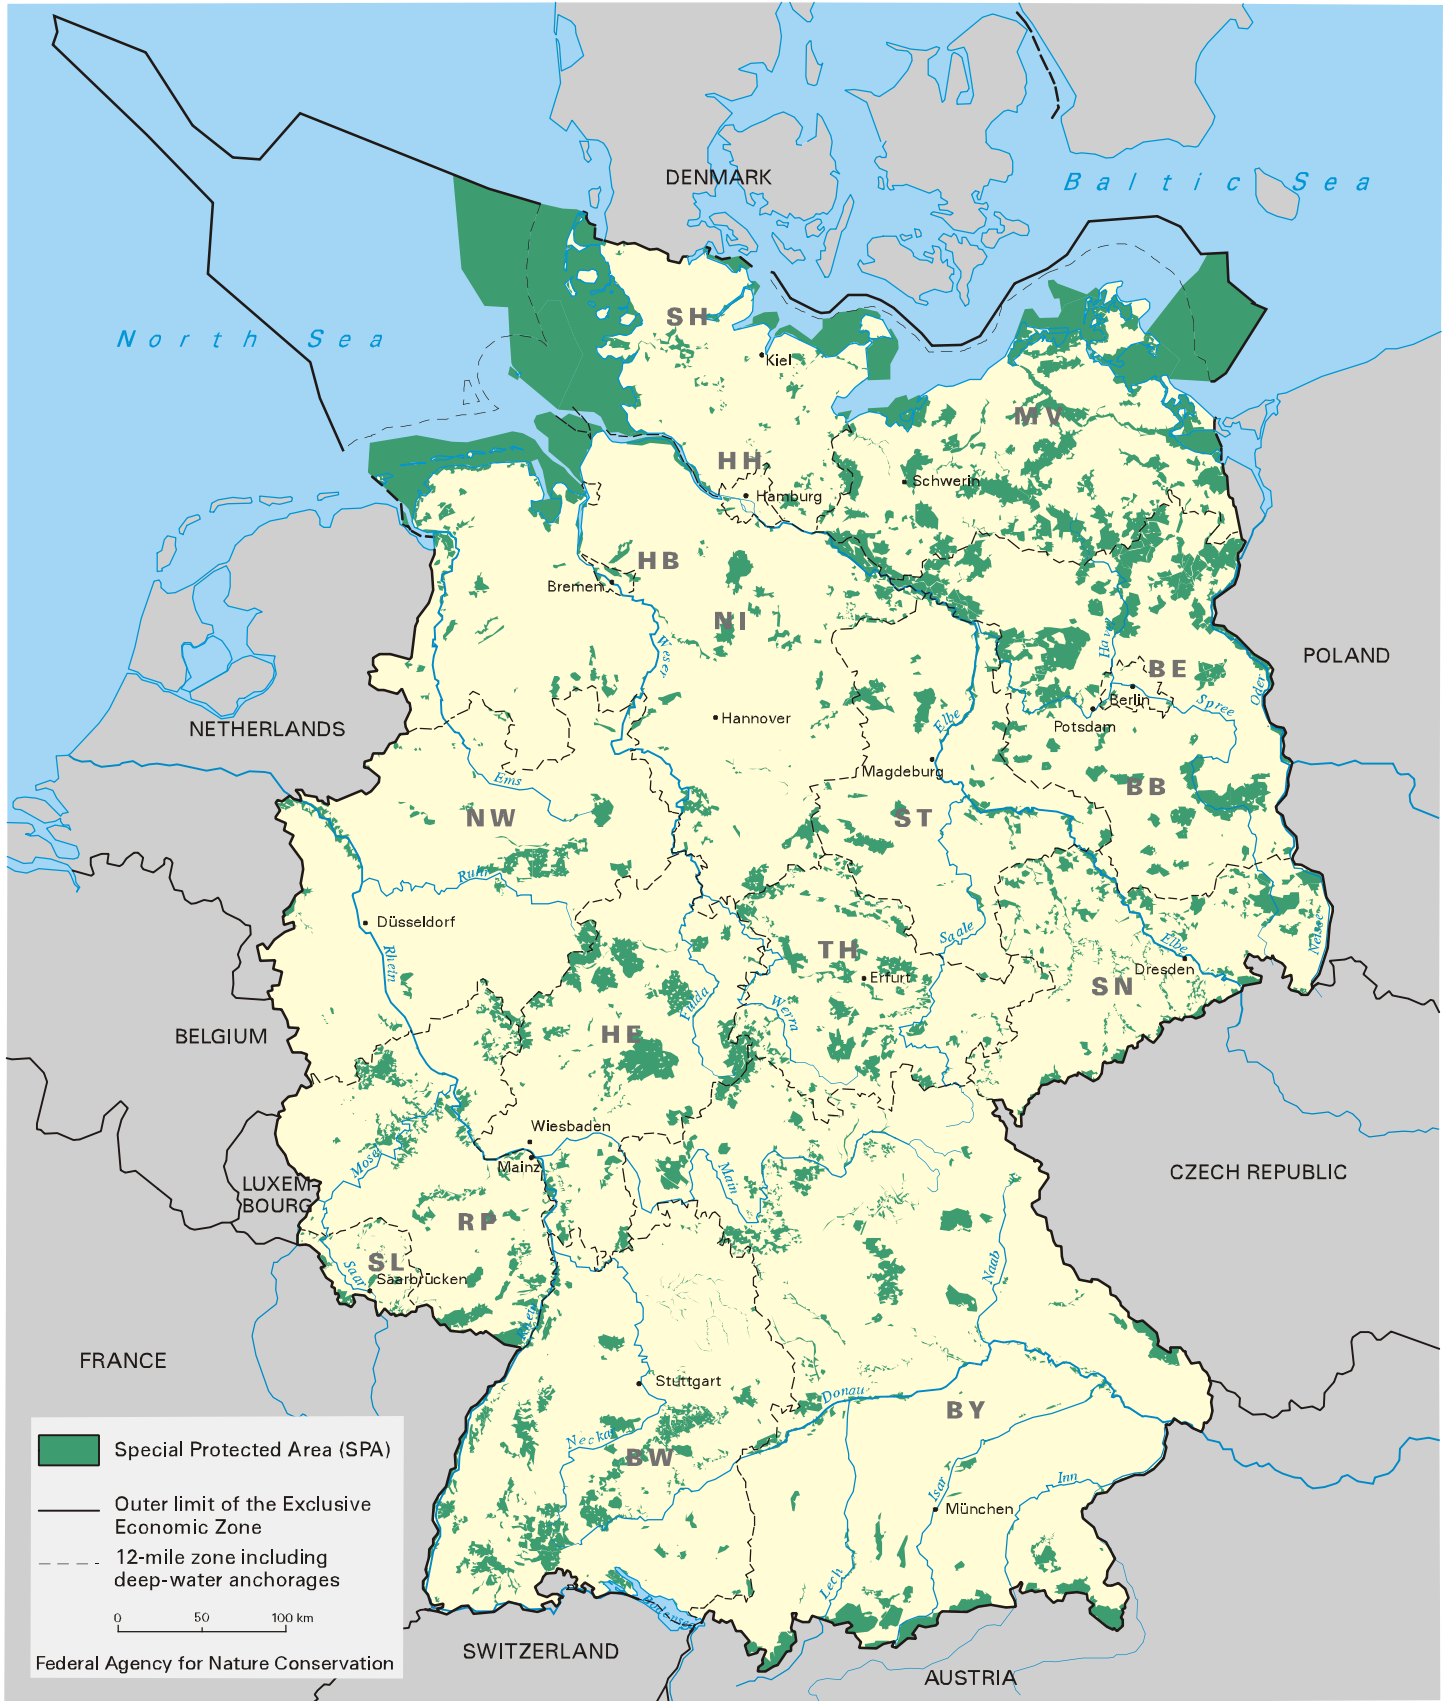 DENMARK
Baltic Sea
North Sea
SH
Kiel
MV
HH
Hamburg
Schwerin
HB
Bremen
NI
Weser
Havel
BE
Berlin
Potsdam
Spree
Oder
POLAND
NETHERLANDS
Hannover
Elbe
Magdeburg
BB
Ems
NW
ST
Ruhr
Düsseldorf
Rhein
TH
Erfurt
Saale
Elbe
Dresden
Neisse
SN
BELGIUM
Fulda
Werra
HE
Wiesbaden
Mainz
Mosel
Main
CZECH REPUBLIC
LUXEM-
BOURG
RP
SL
Saar
Saarbrücken
Naab
Rhein
FRANCE
Stuttgart
Donau
BY
Neckar
BW
Isar
Inn
München
Lech
Bodensee
SWITZERLAND
AUSTRIA
Special Protected Area (SPA)
Outer limit of the Exclusive
Economic Zone
12-mile zone including
deep-water anchorages
0 50 100 km
Federal Agency for Nature Conservation